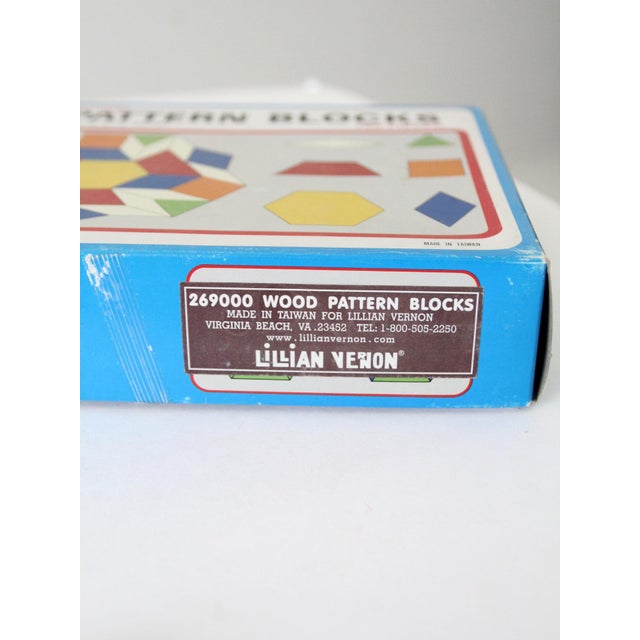 PATTERN BLOCKS
MADE IN TAIWAN
269000 WOOD PATTERN BLOCKS
MADE IN TAIWAN FOR LILLIAN VERNON
VIRGINIA BEACH, VA .23452 TEL: 1-800-505-2250
www.lillianvernon.com
LILLIAN VERNON®